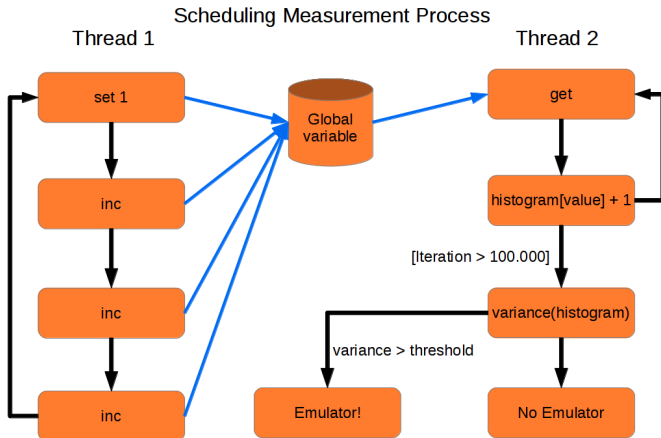 Scheduling Measurement Process
Thread 1
Thread 2
set 1
Global
variable
get
inc
histogram[value] + 1
[Iteration > 100.000]
inc
variance(histogram)
variance > threshold
inc
Emulator!
No Emulator